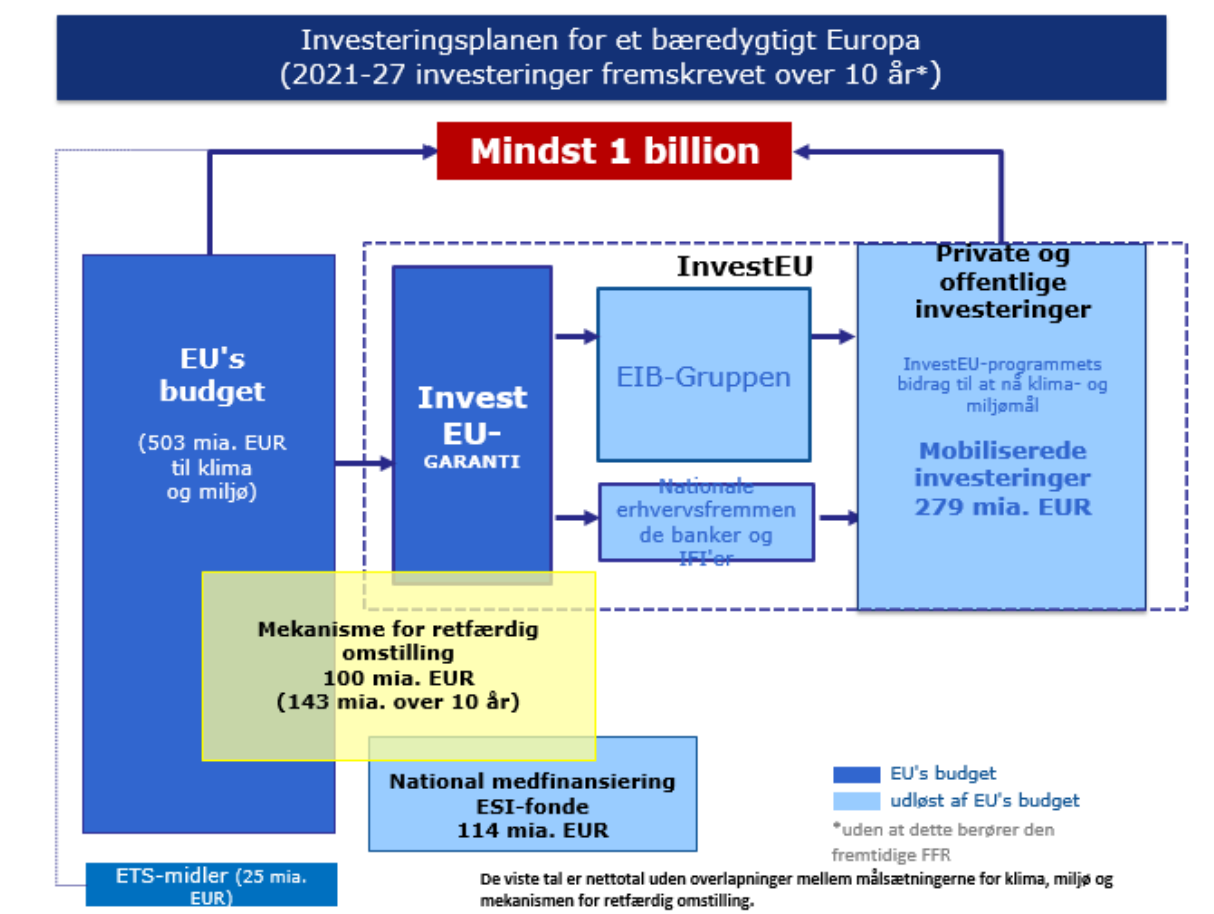 Investeringsplanen for et bæredygtigt Europa
(2021-27 investeringer fremskrevet over 10 år*)
Mindst 1 billion
EU's
budget
(503 mia. EUR
til klima
og miljø)
Invest
EU-
GARANTI
InvestEU
EIB-Gruppen
Nationale
erhvervsfremmen
de banker og
IFI'er
Private og
offentlige
investeringer
InvestEU-programmets
bidrag til at nå klima- og
miljømål
Mobiliserede
investeringer
279 mia. EUR
Mekanisme for retfærdig
omstilling
100 mia. EUR
(143 mia. over 10 år)
National medfinansiering
ESI-fonde
114 mia. EUR
EU's budget
udløst af EU's budget
*uden at dette berører den
fremtidige FFR
ETS-midler (25 mia.
EUR)
De viste tal er nettotal uden overlapninger mellem målsætningerne for klima, miljø og
mekanismen for retfærdig omstilling.